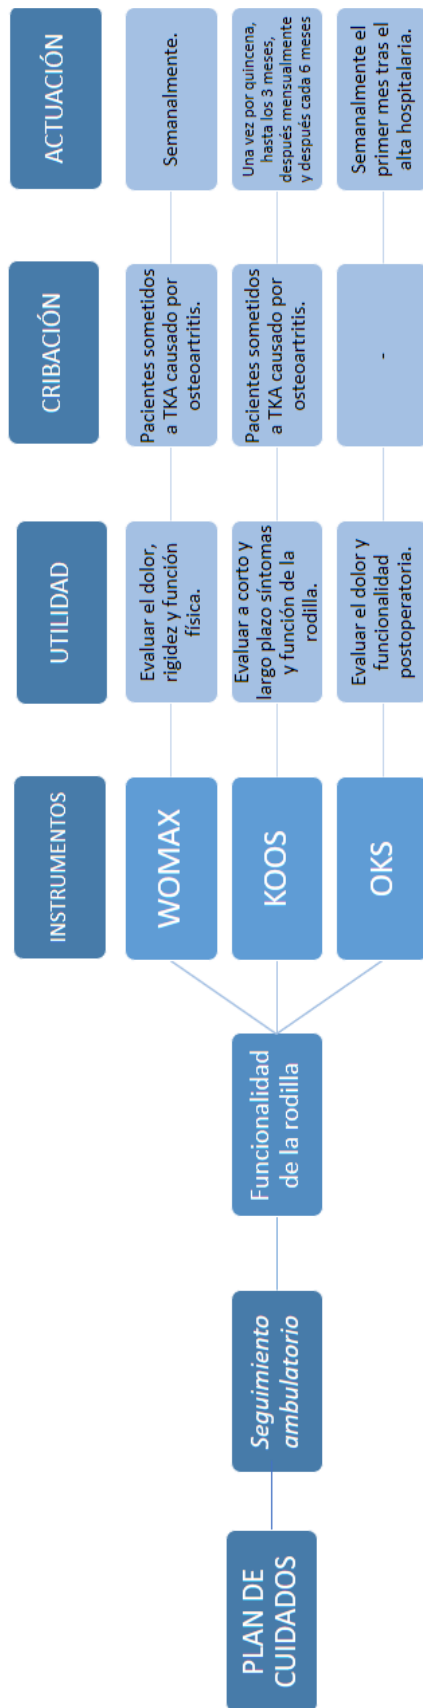 INSTRUMENTOS
UTILIDAD
CRIBACIÓN
ACTUACIÓN
PLAN DE
CUIDADOS
Seguimiento
ambulatorio
Funcionalidad
de la rodilla
WOMAX
Evaluar el dolor,
rigidez y función
física.
Pacientes sometidos
a TKA causado por
osteoartritis.
Semanalmente.
KOOS
Evaluar a corto y
largo plazo síntomas
y función de la
rodilla.
Pacientes sometidos
a TKA causado por
osteoartritis.
Una vez por quincena,
hasta los 3 meses,
después mensualmente
y después cada 6 meses
OKS
Evaluar el dolor y
funcionalidad
postoperatoria.
-
Semanalmente el
primer mes tras el
alta hospitalaria.